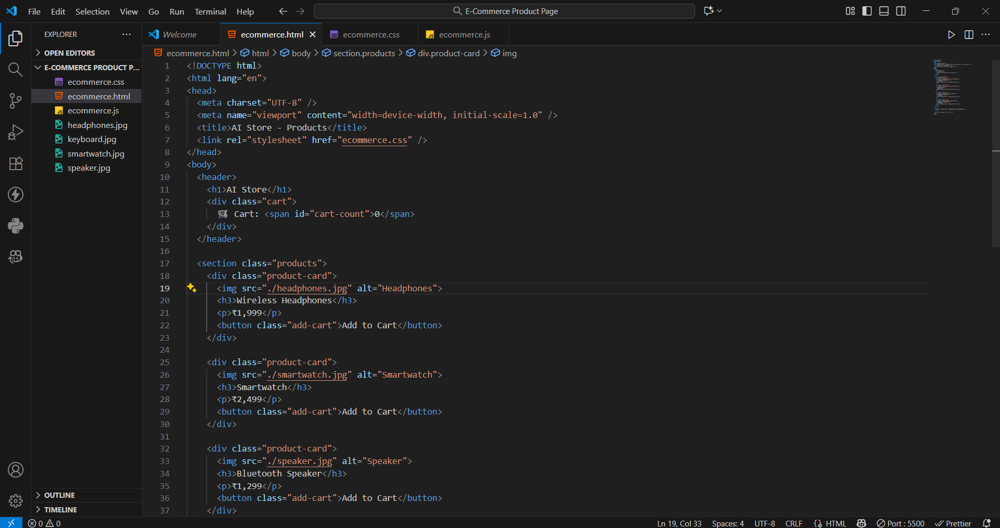 File Edit Selection View Go Run Terminal Help
E-Commerce Product Page
EXPLORER
OPEN EDITORS
E-COMMERCE PRODUCT P...
ecommerce.css
ecommerce.html
ecommerce.js
headphones.jpg
keyboard.jpg
smartwatch.jpg
speaker.jpg
OUTLINE
TIMELINE
Welcome ecommerce.html ecommerce.css ecommerce.js
ecommerce.html > html > body > section.products > div.product-card > img
1 <!DOCTYPE html>
2 <html lang="en">
3 <head>
4 <meta charset="UTF-8" />
5 <meta name="viewport" content="width=device-width, initial-scale=1.0" />
6 <title>AI Store - Products</title>
7 <link rel="stylesheet" href="ecommerce.css" />
8 </head>
9 <body>
10 <header>
11 <h1>AI Store</h1>
12 <div class="cart">
13 🛒 Cart: <span id="cart-count">0</span>
14 </div>
15 </header>
16
17 <section class="products">
18 <div class="product-card">
19 <img src="./headphones.jpg" alt="Headphones">
20 <h3>Wireless Headphones</h3>
21 <p>₹1,999</p>
22 <button class="add-cart">Add to Cart</button>
23 </div>
24
25 <div class="product-card">
26 <img src="./smartwatch.jpg" alt="Smartwatch">
27 <h3>Smartwatch</h3>
28 <p>₹2,499</p>
29 <button class="add-cart">Add to Cart</button>
30 </div>
31
32 <div class="product-card">
33 <img src="./speaker.jpg" alt="Speaker">
34 <h3>Bluetooth Speaker</h3>
35 <p>₹1,299</p>
36 <button class="add-cart">Add to Cart</button>
37 </div>
0 0 Ln 19, Col 33 Spaces: 4 UTF-8 CRLF HTML Port : 5500 Prettier